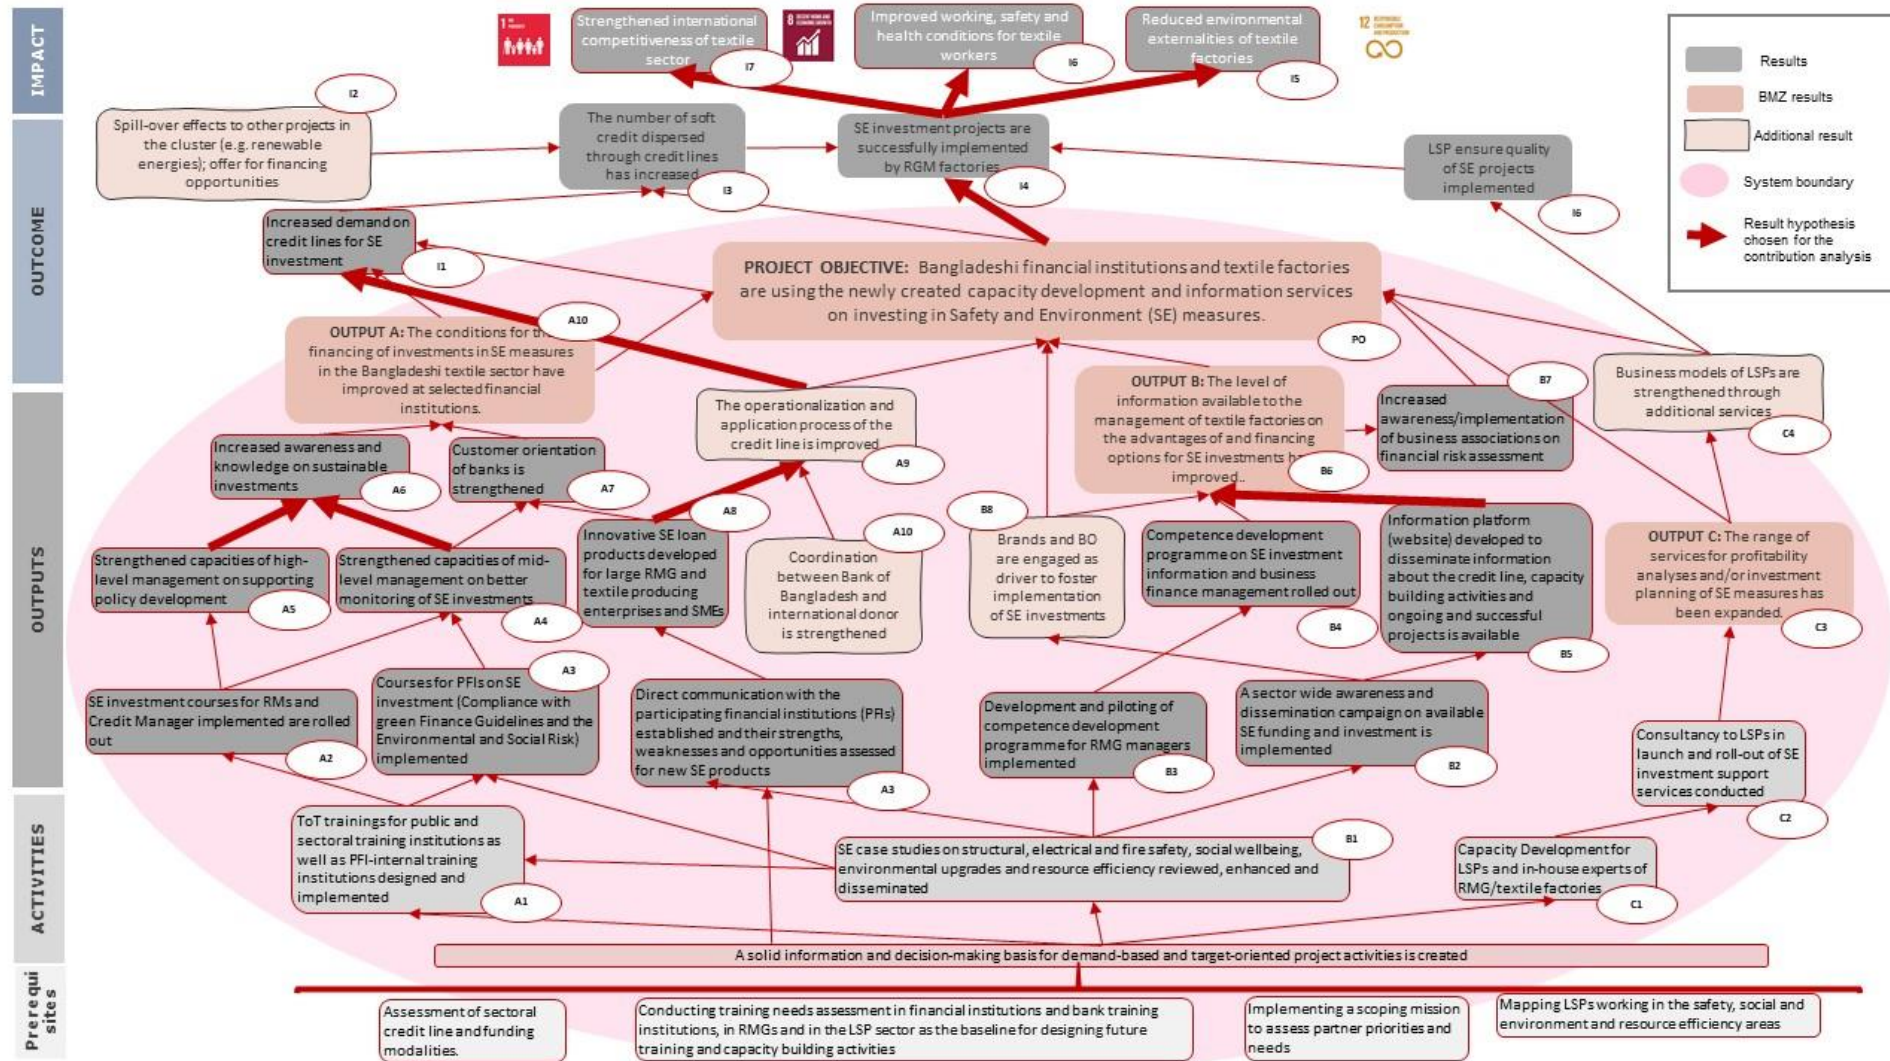 IMPACT
OUTCOME
OUTPUTS
ACTIVITIES
Prerequi
sites
1
Strengthened international
competitiveness of textile
sector
I7
8 DECENT WORK AND
ECONOMIC GROWTH
Improved working, safety and
health conditions for textile
workers
I6
Reduced environmental
externalities of textile
factories
I5
12 RESPONSIBLE
CONSUMPTION
AND PRODUCTION
Results
BMZ results
Additional result
System boundary
Result hypothesis
chosen for the
contribution analysis
I2
Spill-over effects to other projects in
the cluster (e.g. renewable
energies); offer for financing
opportunities
The number of soft
credit dispersed
through credit lines
has increased
I3
SE investment projects are
successfully implemented
by RGM factories
I4
LSP ensure quality
of SE projects
implemented
I6
Increased demand on
credit lines for SE
investment
I1
PROJECT OBJECTIVE: Bangladeshi financial institutions and textile factories
are using the newly created capacity development and information services
on investing in Safety and Environment (SE) measures.
PO
OUTPUT A: The conditions for
financing of investments in SE measures
in the Bangladeshi textile sector have
improved at selected financial
institutions.
A10
The operationalization and
application process of the
credit line is improved
A9
OUTPUT B: The level of
information available to the
management of textile factories on
the advantages of and financing
options for SE investments
improved..
B6
B7
Increased
awareness/implementation
of business associations on
financial risk assessment
Business models of LSPs are
strengthened through
additional services
C4
Increased awareness and
knowledge on sustainable
investments
A6
Customer orientation
of banks is
strengthened
A7
Strengthened capacities of high-
level management on supporting
policy development
A5
Strengthened capacities of mid-
level management on better
monitoring of SE investments
A4
A8
Innovative SE loan
products developed
for large RMG and
textile producing
enterprises and SMEs
A10
Coordination
between Bank of
Bangladesh and
international donor
is strengthened
B8
Brands and BO
are engaged as
driver to foster
implementation
of SE investments
Competence development
programme on SE investment
information and business
finance management rolled out
B4
Information platform
(website) developed to
disseminate information
about the credit line, capacity
building activities and
ongoing and successful
projects is available
B5
OUTPUT C: The range of
services for profitability
analyses and/or investment
planning of SE measures has
been expanded.
C3
SE investment courses for RMs and
Credit Manager implemented are rolled
out
A2
A3
Courses for PFIs on SE
investment (Compliance with
green Finance Guidelines and the
Environmental and Social Risk)
implemented
Direct communication with the
participating financial institutions (PFIs)
established and their strengths,
weaknesses and opportunities assessed
for new SE products
A3
Development and piloting of
competence development
programme for RMG managers
implemented
B3
A sector wide awareness and
dissemination campaign on available
SE funding and investment is
implemented
B2
Consultancy to LSPs in
launch and roll-out of SE
investment support
services conducted
C2
ToT trainings for public and
sectoral training institutions as
well as PFI-internal training
institutions designed and
implemented
A1
B1
SE case studies on structural, electrical and fire safety, social wellbeing,
environmental upgrades and resource efficiency reviewed, enhanced and
disseminated
Capacity Development for
LSPs and in-house experts of
RMG/textile factories
C1
A solid information and decision-making basis for demand-based and target-oriented project activities is created
Assessment of sectoral
credit line and funding
modalities.
Conducting training needs assessment in financial institutions and bank training
institutions, in RMGs and in the LSP sector as the baseline for designing future
training and capacity building activities
Implementing a scoping mission
to assess partner priorities and
needs
Mapping LSPs working in the safety, social and
environment and resource efficiency areas